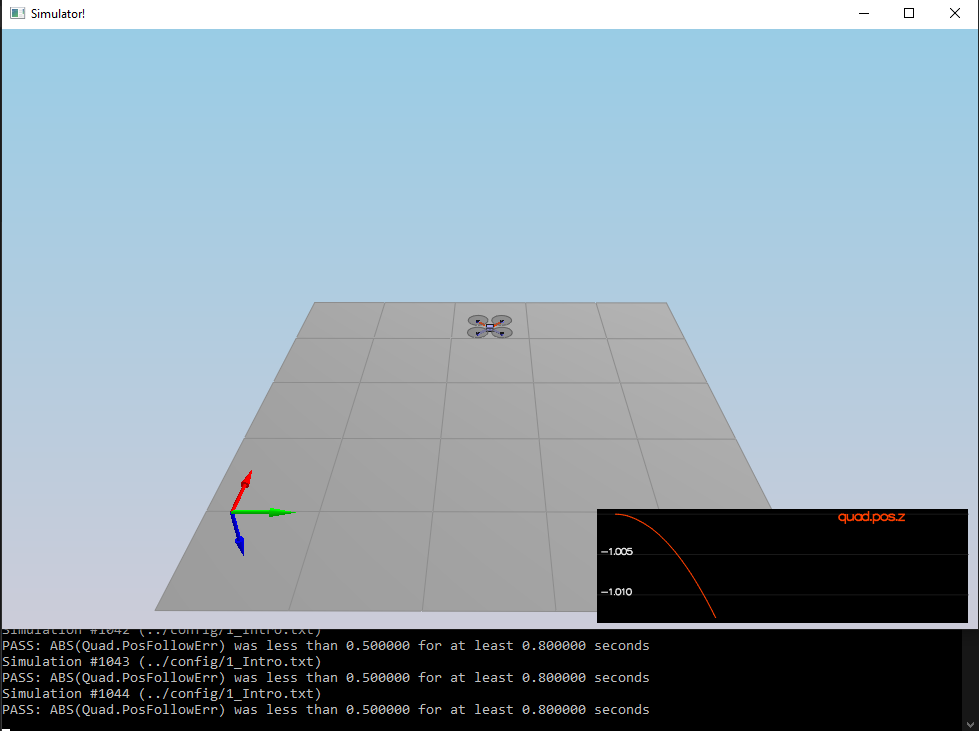 Simulator!
quad.pos.z
-1.005
-1.010
Simulation #1042 (../config/1_Intro.txt)
PASS: ABS(Quad.PosFollowErr) was less than 0.500000 for at least 0.800000 seconds
Simulation #1043 (../config/1_Intro.txt)
PASS: ABS(Quad.PosFollowErr) was less than 0.500000 for at least 0.800000 seconds
Simulation #1044 (../config/1_Intro.txt)
PASS: ABS(Quad.PosFollowErr) was less than 0.500000 for at least 0.800000 seconds